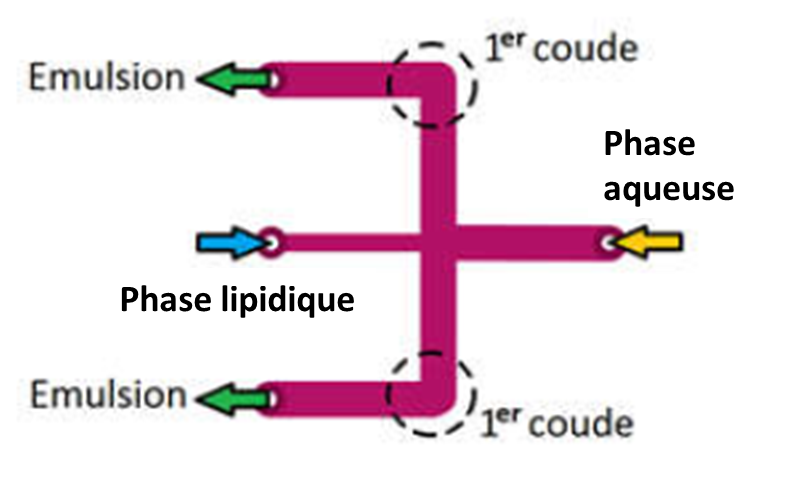 1er coude
Emulsion
Phase
aqueuse
Phase lipidique
Emulsion
1er coude